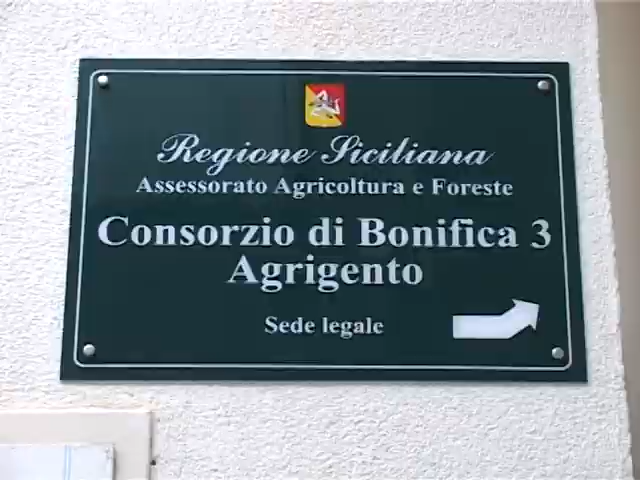 Regione Siciliana
Assessorato Agricoltura e Foreste
Consorzio di Bonifica 3
Agrigento
Sede legale